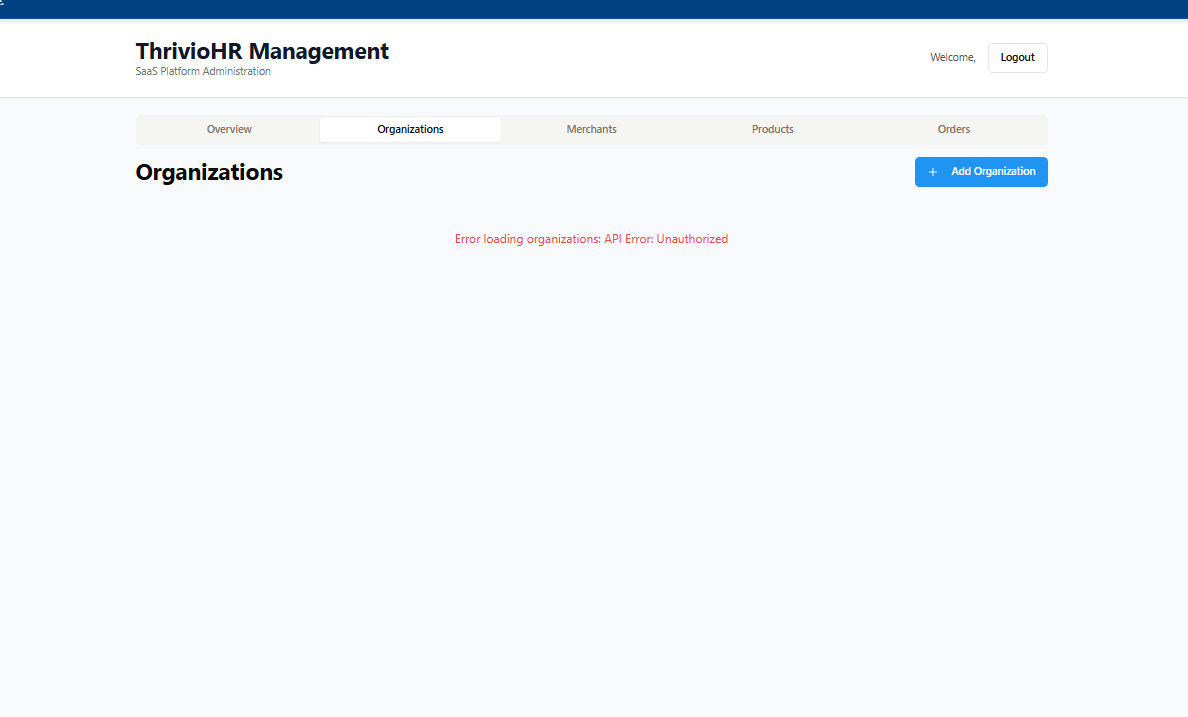 ThrivioHR Management
SaaS Platform Administration
Welcome,
Logout
Overview
Organizations
Merchants
Products
Orders
Organizations
+ Add Organization
Error loading organizations: API Error: Unauthorized